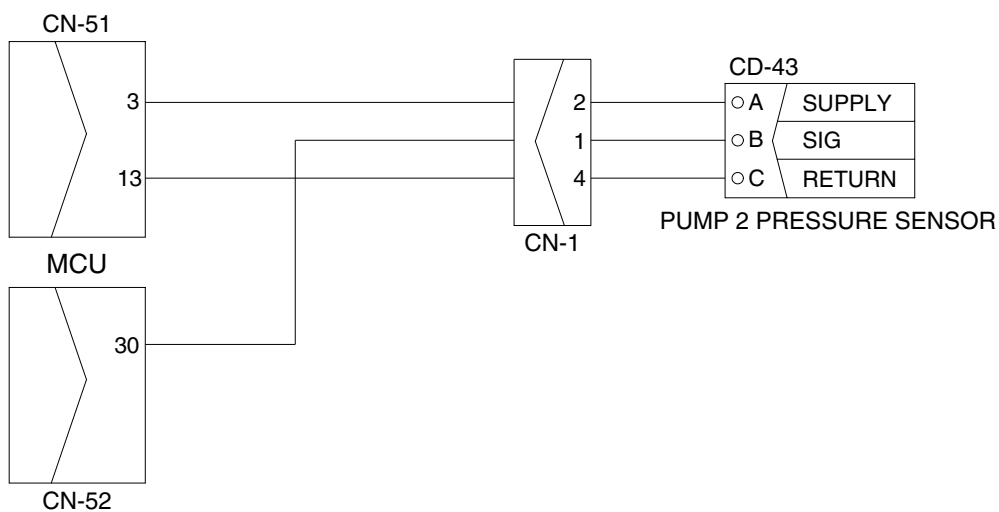 CN-51
3
13
MCU
30
CN-52
2
1
4
CN-1
CD-43
A SUPPLY
B SIG
C RETURN
PUMP 2 PRESSURE SENSOR